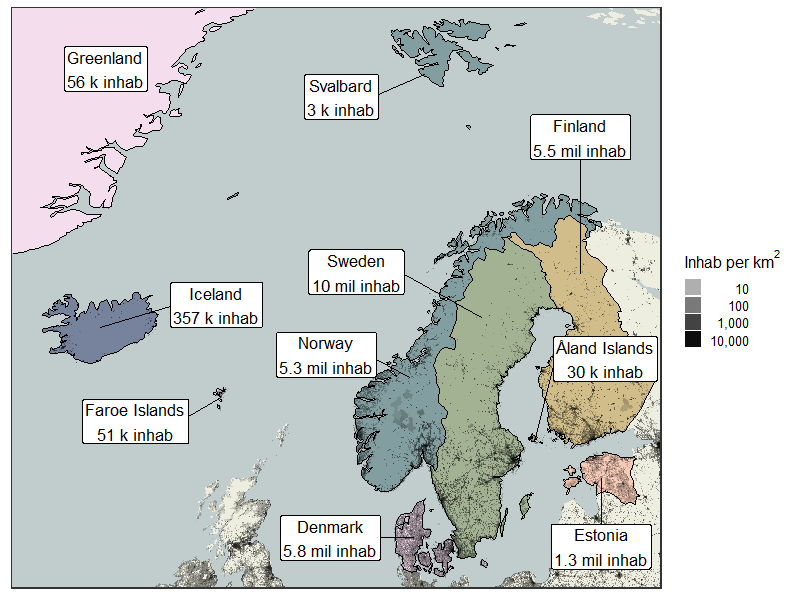 Greenland
56 k inhab
Svalbard
3 k inhab
Finland
5.5 mil inhab
Sweden
10 mil inhab
Iceland
357 k inhab
Norway
5.3 mil inhab
Åland Islands
30 k inhab
Faroe Islands
51 k inhab
Denmark
5.8 mil inhab
Estonia
1.3 mil inhab
Inhab per km²
10
100
1,000
10,000